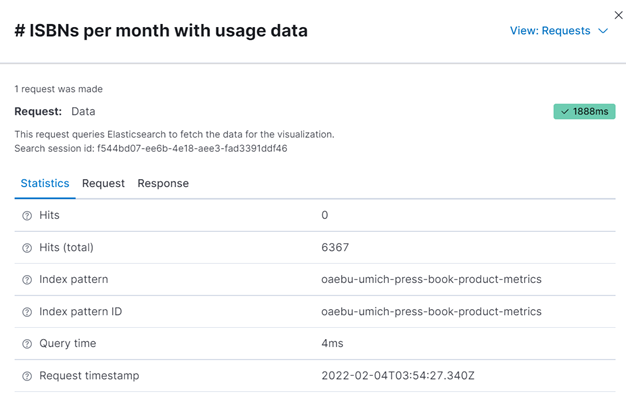 # ISBNs per month with usage data
View: Requests
1 request was made
Request: Data
1888ms
This request queries Elasticsearch to fetch the data for the visualization.
Search session id: f544bd07-ee6b-4e18-aee3-fad3391ddf46
Statistics Request Response
Hits 0
Hits (total) 6367
Index pattern oaebu-umich-press-book-product-metrics
Index pattern ID oaebu-umich-press-book-product-metrics
Query time 4ms
Request timestamp 2022-02-04T03:54:27.340Z